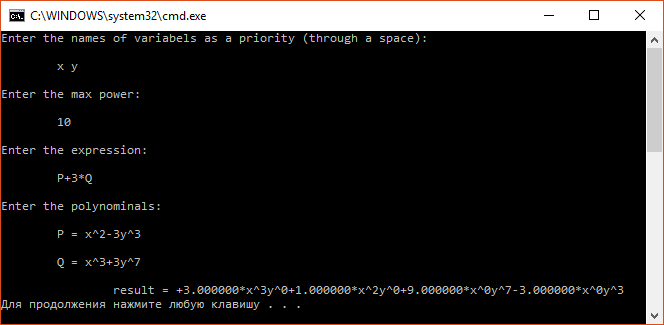 C:\WINDOWS\system32\cmd.exe
Enter the names of variabels as a priority (through a space):
x y
Enter the max power:
10
Enter the expression:
P+3*Q
Enter the polynominals:
P = x^2-3y^3
Q = x^3+3y^7
result = +3.000000*x^3y^0+1.000000*x^2y^0+9.000000*x^0y^7-3.000000*x^0y^3
Для продолжения нажмите любую клавишу . . .